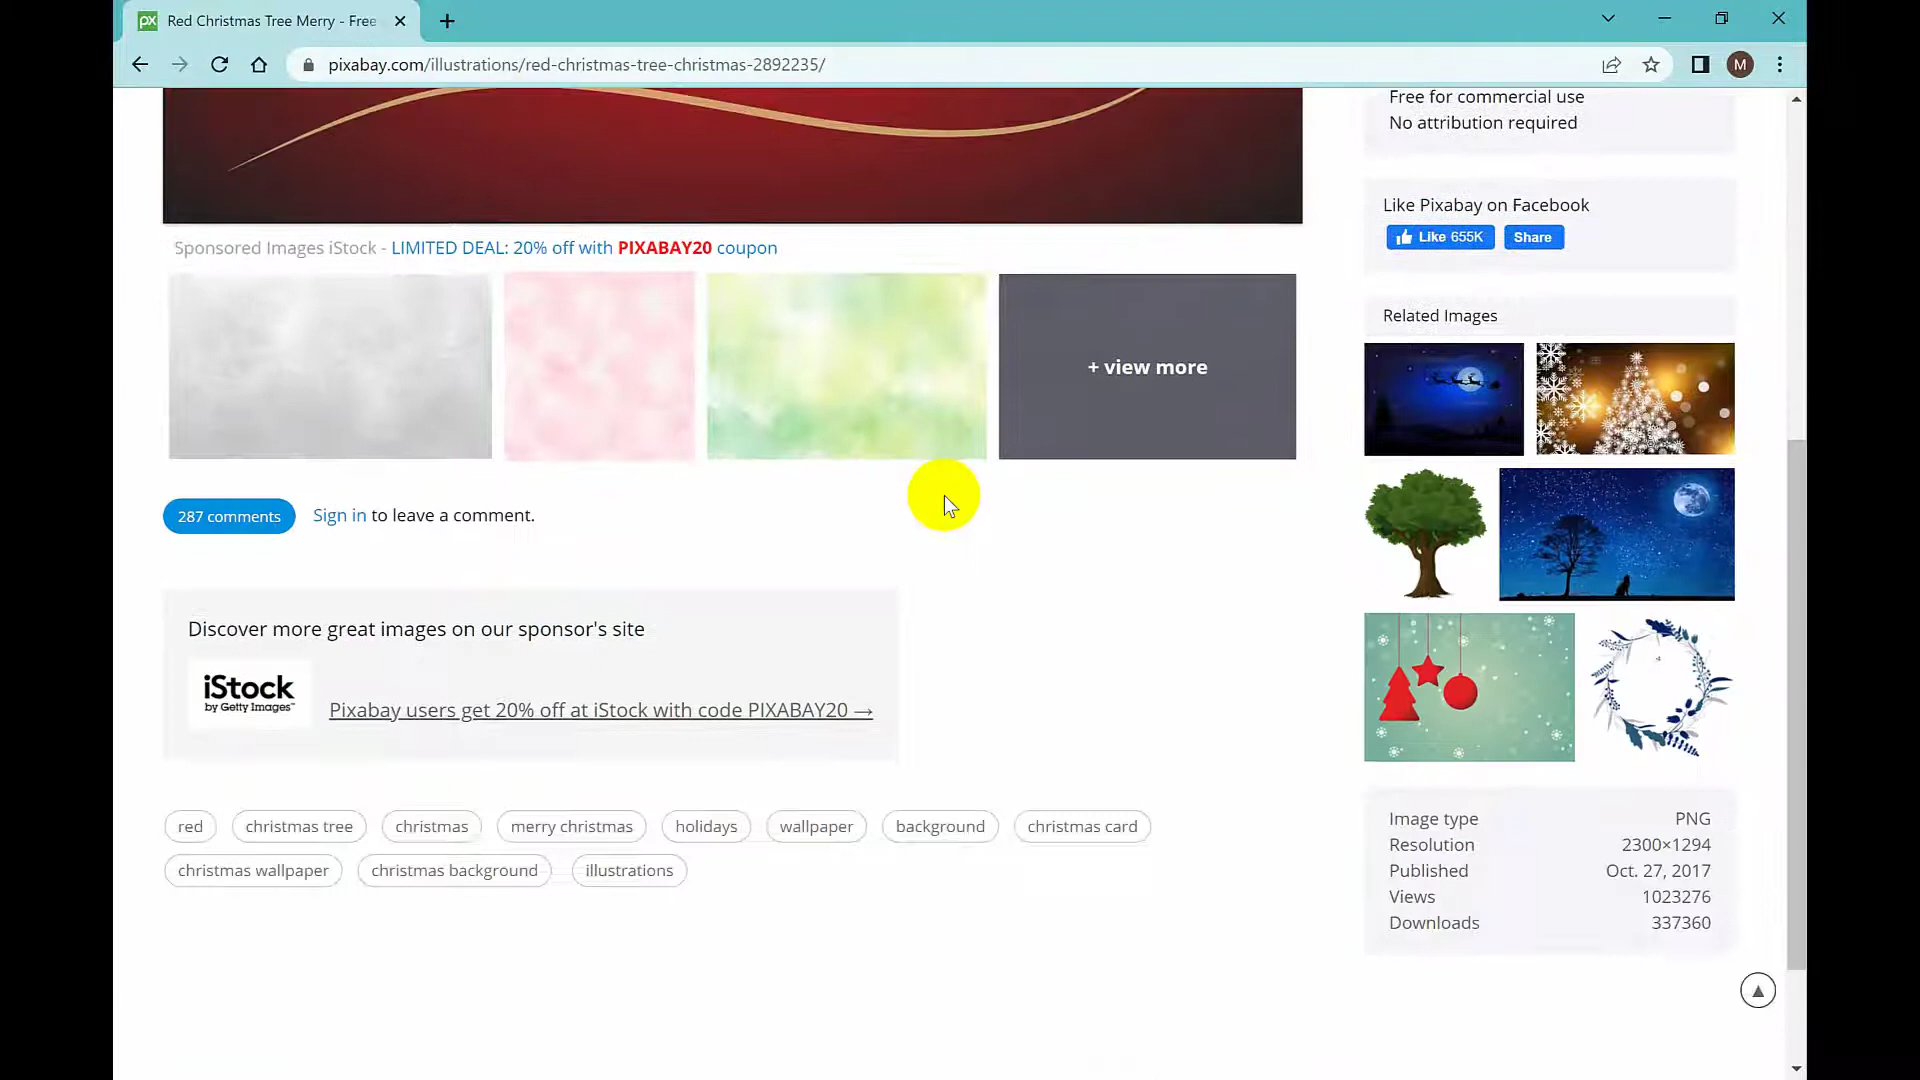 Red Christmas Tree Merry - Free
pixabay.com/illustrations/red-christmas-tree-christmas-2892235/
M
Free for commercial use
No attribution required
Like Pixabay on Facebook
Like 655K Share
Sponsored Images iStock - LIMITED DEAL: 20% off with PIXABAY20 coupon
+ view more
Related Images
287 comments Sign in to leave a comment.
Discover more great images on our sponsor's site
iStock
by Getty Images™
Pixabay users get 20% off at iStock with code PIXABAY20 →
red christmas tree christmas merry christmas holidays wallpaper background christmas card
christmas wallpaper christmas background illustrations
Image type PNG
Resolution 2300×1294
Published Oct. 27, 2017
Views 1023276
Downloads 337360